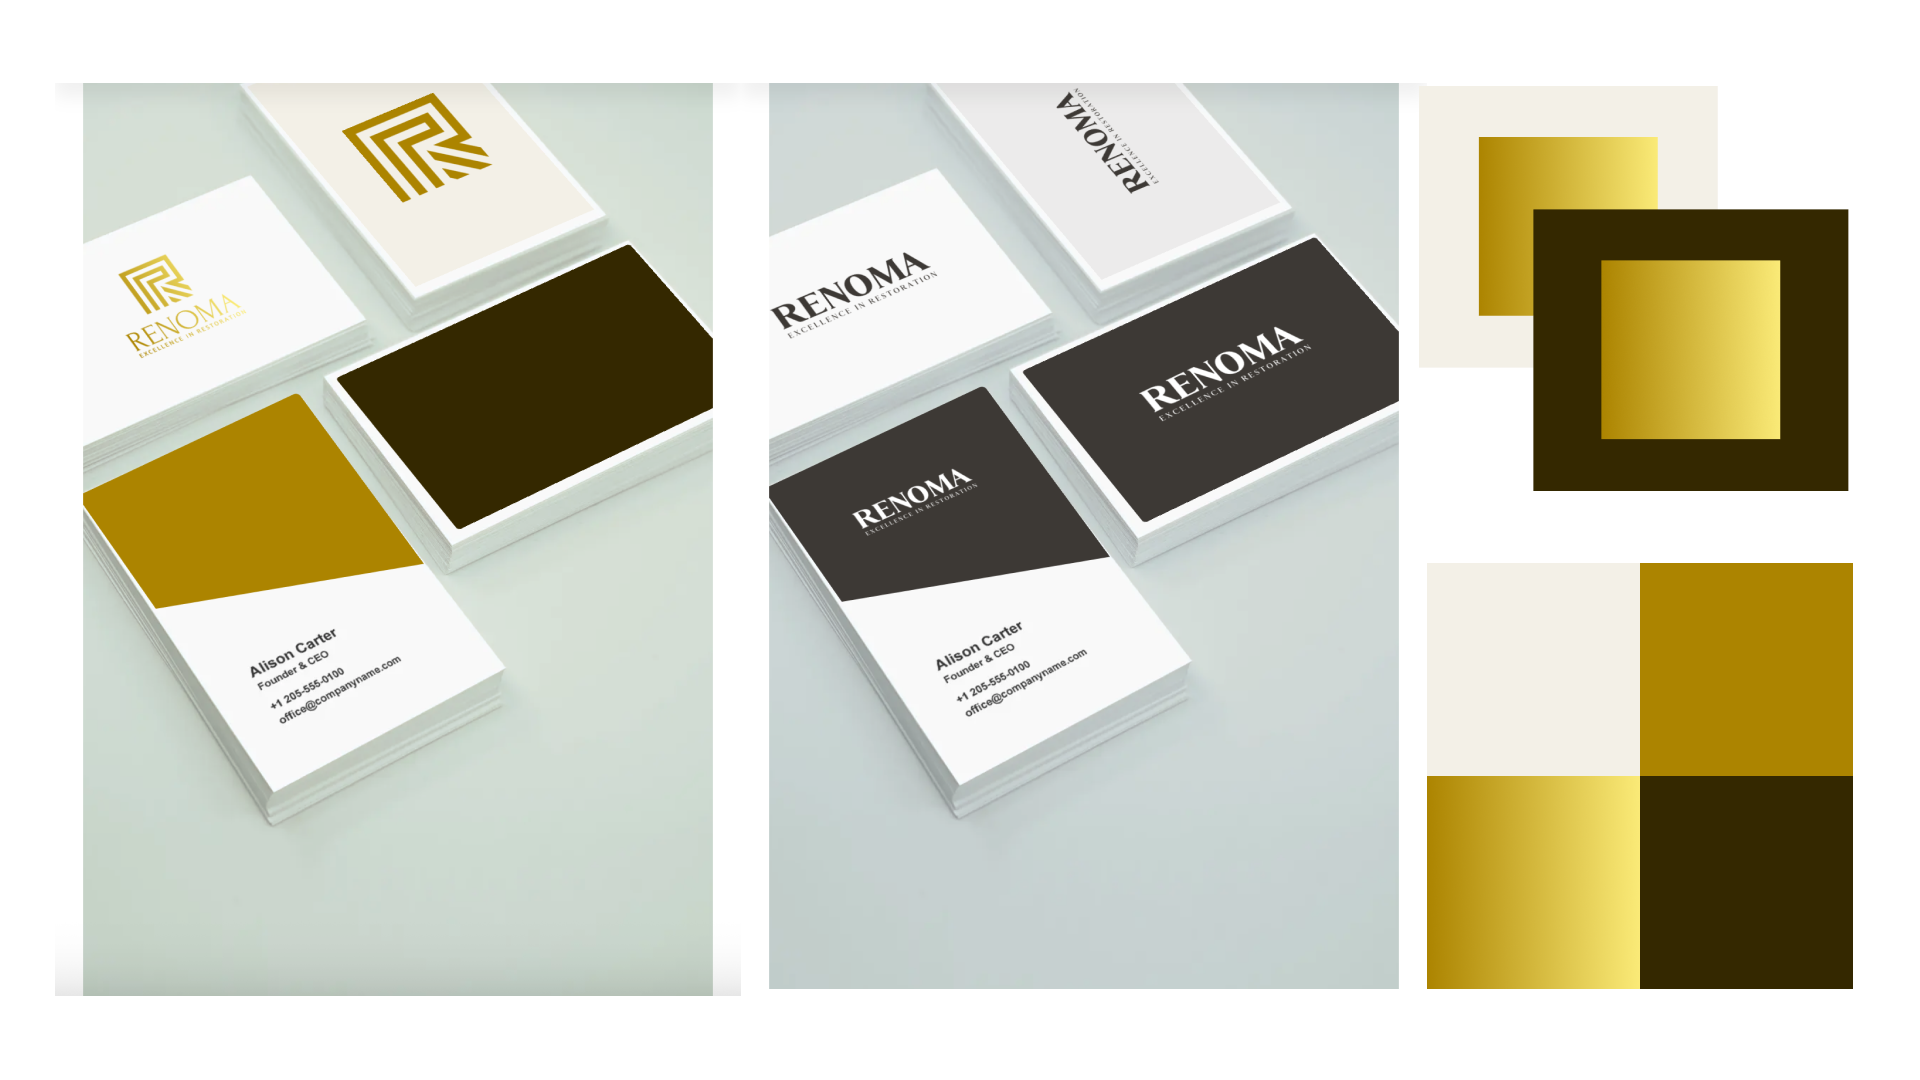 RENOMA
EXCELLENCE IN RESTORATION
Alison Carter
Founder & CEO
+1 205-555-0100
office@companyname.com
RENOMA
EXCELLENCE IN RESTORATION
RENOMA
EXCELLENCE IN RESTORATION
RENOMA
EXCELLENCE IN RESTORATION
RENOMA
EXCELLENCE IN RESTORATION
Alison Carter
Founder & CEO
+1 205-555-0100
office@companyname.com